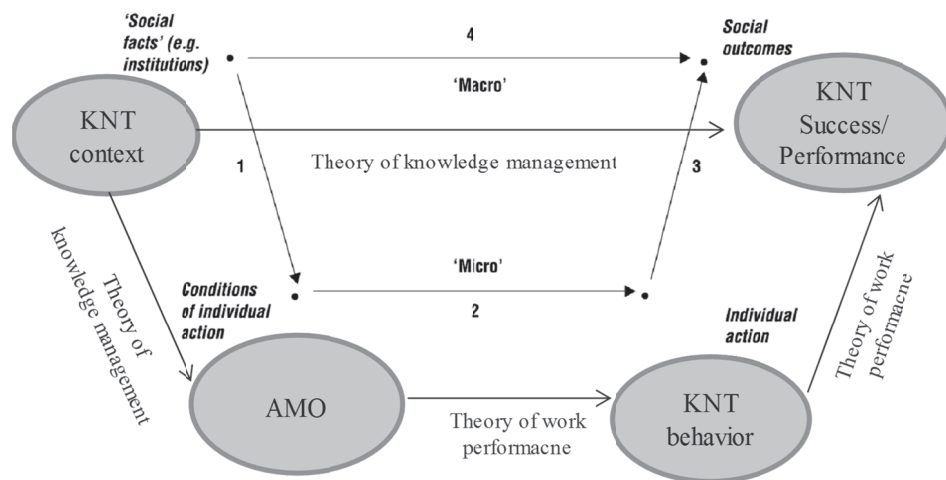 'Social
facts' (e.g.
institutions)
4
Social
outcomes
'Macro'
KNT
context
KNT
Success/
Performance
Theory of knowledge management
1
3
Theory of
knowledge management
'Micro'
2
Conditions
of individual
action
Individual
action
Theory of work
performacne
AMO
Theory of work
performacne
KNT
behavior